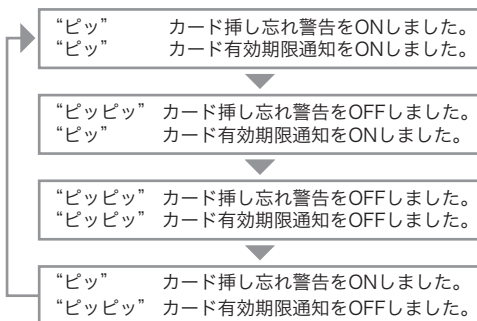 “ピッ” カード挿し忘れ警告をONしました。
“ピッ” カード有効期限通知をONしました。
“ピッピッ” カード挿し忘れ警告をOFFしました。
“ピッ” カード有効期限通知をONしました。
“ピッピッ” カード挿し忘れ警告をOFFしました。
“ピッピッ” カード有効期限通知をOFFしました。
“ピッ” カード挿し忘れ警告をONしました。
“ピッピッ” カード有効期限通知をOFFしました。